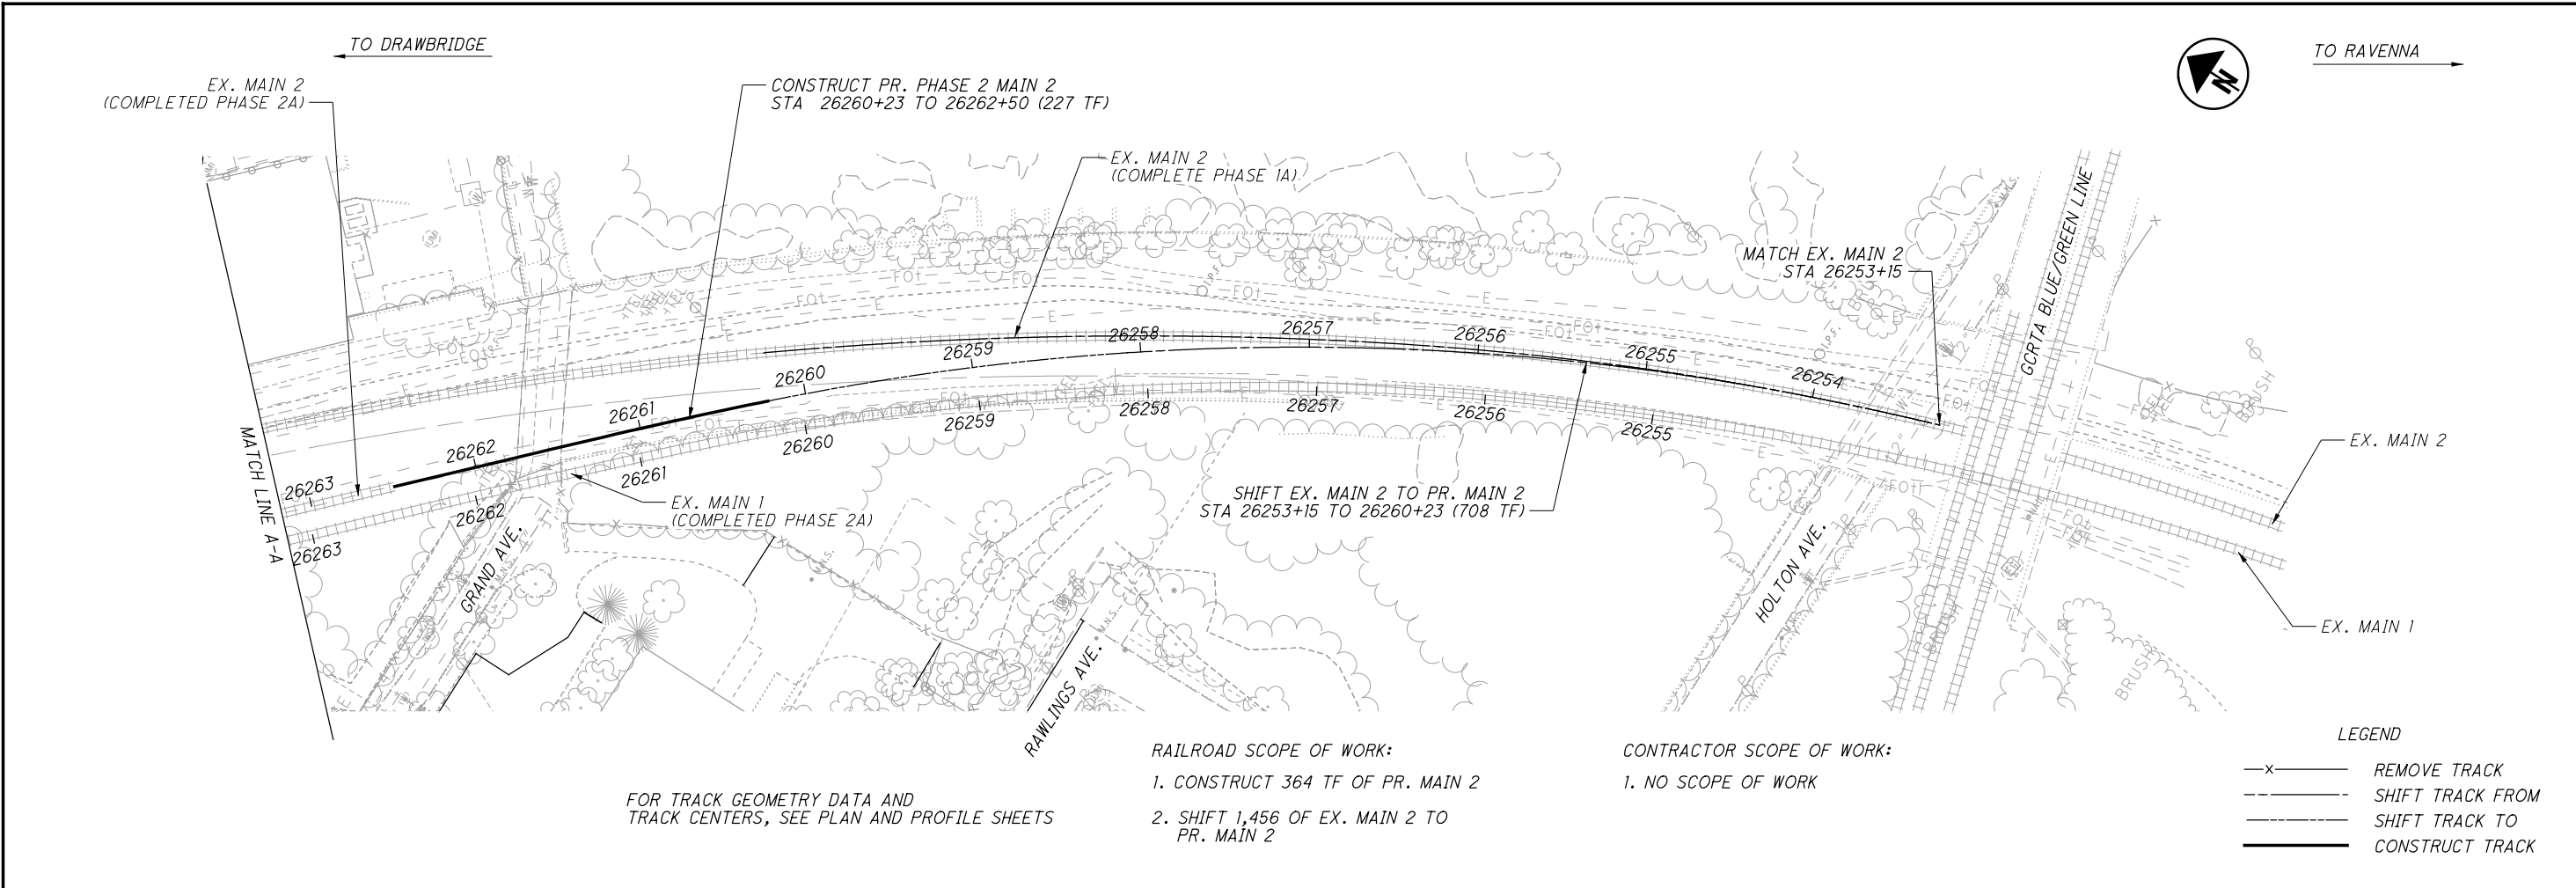 TO DRAWBRIDGE
TO RAVENNA
N
EX. MAIN 2
(COMPLETED PHASE 2A)
CONSTRUCT PR. PHASE 2 MAIN 2
STA 26260+23 TO 26262+50 (227 TF)
EX. MAIN 2
(COMPLETE PHASE 1A)
MATCH EX. MAIN 2
STA 26253+15
GCRTA BLUE/GREEN LINE
26263
26262
26261
26260
26259
26258
26257
26256
26255
26254
26263
26262
26261
26260
26259
26258
26257
26256
26255
MATCH LINE A-A
EX. MAIN 1
(COMPLETED PHASE 2A)
SHIFT EX. MAIN 2 TO PR. MAIN 2
STA 26253+15 TO 26260+23 (708 TF)
EX. MAIN 2
EX. MAIN 1
GRAND AVE.
RAWLINGS AVE.
HOLTON AVE.
BRUSH
BRUSH
FOR TRACK GEOMETRY DATA AND
TRACK CENTERS, SEE PLAN AND PROFILE SHEETS
RAILROAD SCOPE OF WORK:
1. CONSTRUCT 364 TF OF PR. MAIN 2
2. SHIFT 1,456 OF EX. MAIN 2 TO
PR. MAIN 2
CONTRACTOR SCOPE OF WORK:
1. NO SCOPE OF WORK
LEGEND
REMOVE TRACK
SHIFT TRACK FROM
SHIFT TRACK TO
CONSTRUCT TRACK